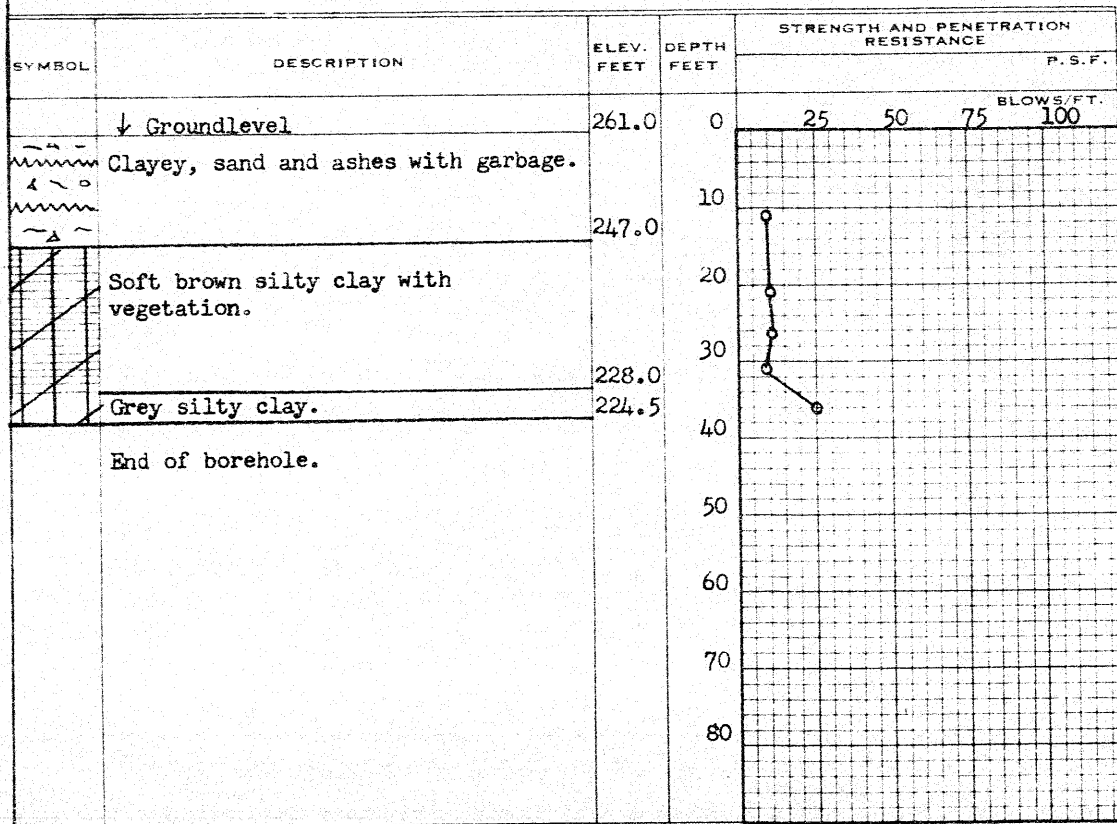 STRENGTH AND PENETRATION
RESISTANCE
SYMBOL DESCRIPTION ELEV. FEET DEPTH FEET
P.S.F.
BLOWS/FT.
↓ Groundlevel 261.0 0 25 50 75 100
Clayey, sand and ashes with garbage.
10
247.0
Soft brown silty clay with
vegetation.
20
30
228.0
Grey silty clay. 224.5
40
End of borehole.
50
60
70
80